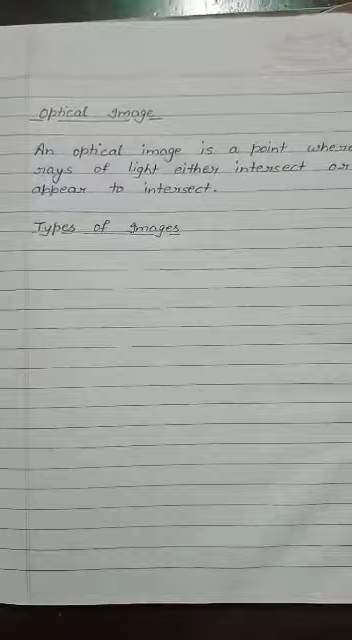 Optical Image
An optical image is a point where
rays of light either intersect or
appear to intersect.
Types of Images